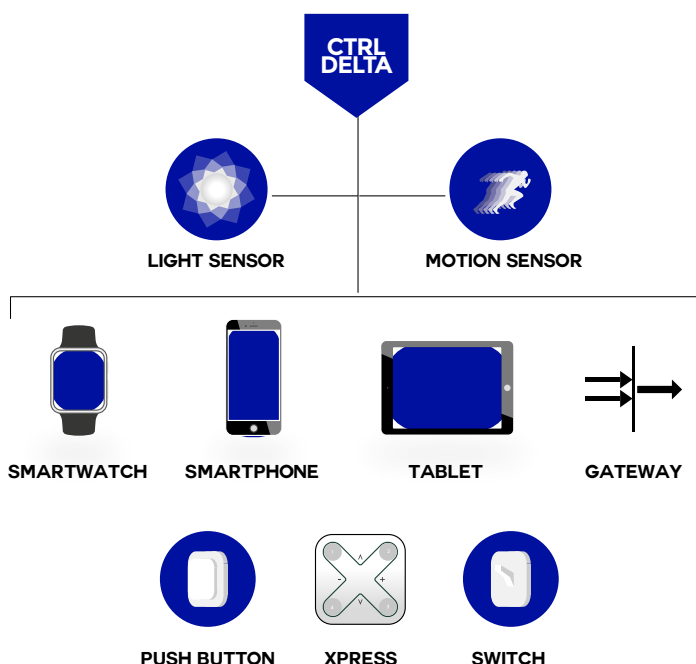 CTRL
DELTA
LIGHT SENSOR
MOTION SENSOR
SMARTWATCH
SMARTPHONE
TABLET
GATEWAY
PUSH BUTTON
XPRESS
SWITCH